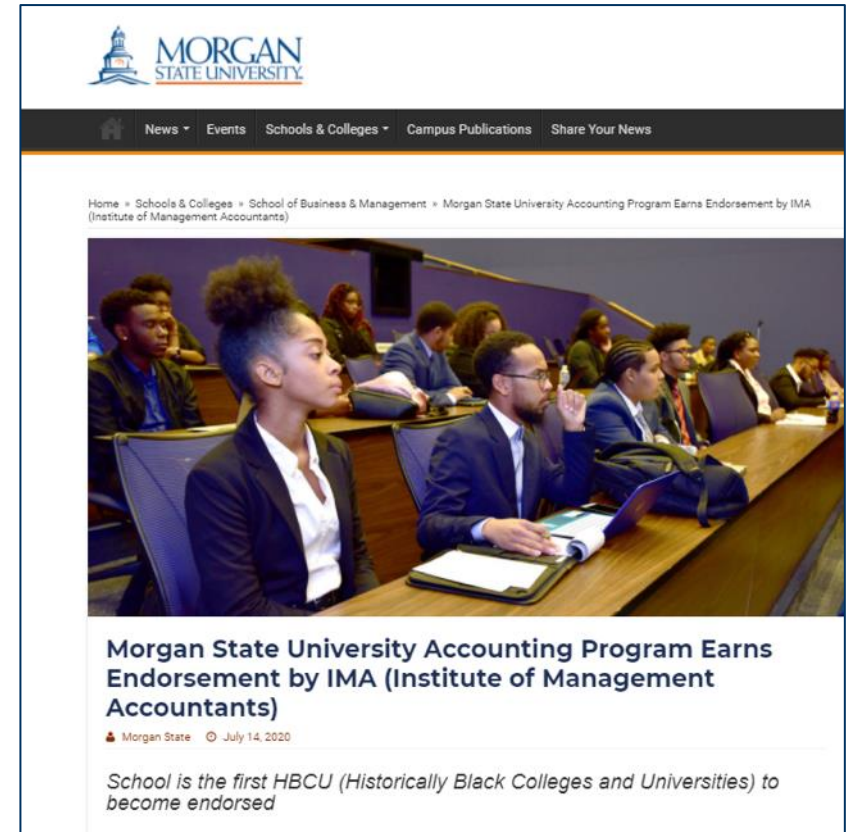 MORGAN
STATE UNIVERSITY
News Events Schools & Colleges Campus Publications Share Your News
Home » Schools & Colleges » School of Business & Management » Morgan State University Accounting Program Earns Endorsement by IMA
(Institute of Management Accountants)
Morgan State University Accounting Program Earns
Endorsement by IMA (Institute of Management
Accountants)
Morgan State July 14, 2020
School is the first HBCU (Historically Black Colleges and Universities) to
become endorsed